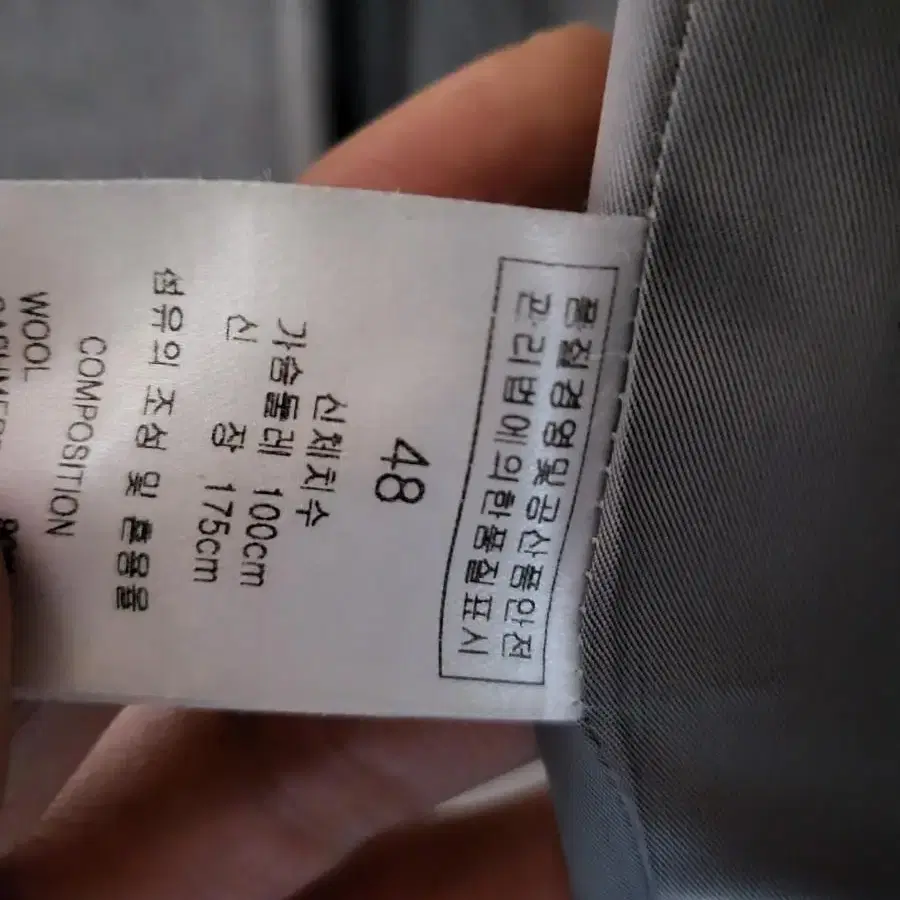 품질경영및공산품안전
관리법에의한품질표시
48
신체치수
가슴둘레 100cm
신 장 175cm
섬유의 조성 및 혼용율
COMPOSITION
WOOL